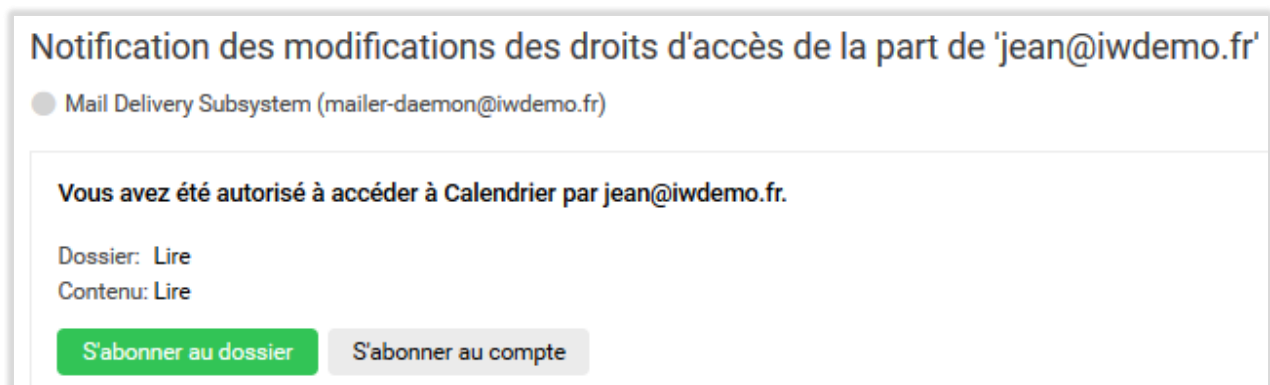 Notification des modifications des droits d'accès de la part de 'jean@iwdemo.fr'
Mail Delivery Subsystem (mailer-daemon@iwdemo.fr)
Vous avez été autorisé à accéder à Calendrier par jean@iwdemo.fr.
Dossier: Lire
Contenu: Lire
S'abonner au dossier S'abonner au compte